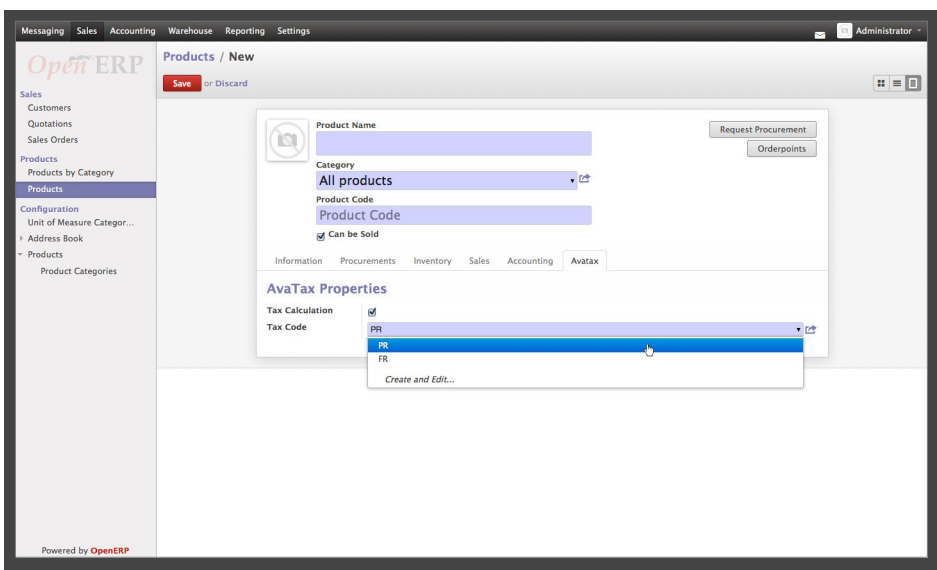 Messaging Sales Accounting Warehouse Reporting Settings Administrator
Open ERP
Products / New
Save or Discard
Sales
Customers
Quotations
Sales Orders
Products
Products by Category
Products
Configuration
Unit of Measure Categor...
Address Book
Products
Product Categories
Product Name
Request Procurement
Orderpoints
Category
All products
Product Code
Product Code
Can be Sold
Information Procurements Inventory Sales Accounting Avatax
AvaTax Properties
Tax Calculation
Tax Code PR
PR
FR
Create and Edit...
Powered by OpenERP